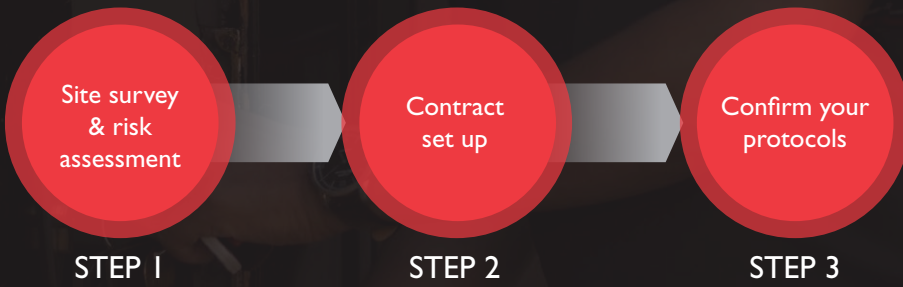 Site survey
& risk
assessment
Contract
set up
Confirm your
protocols
STEP 1
STEP 2
STEP 3